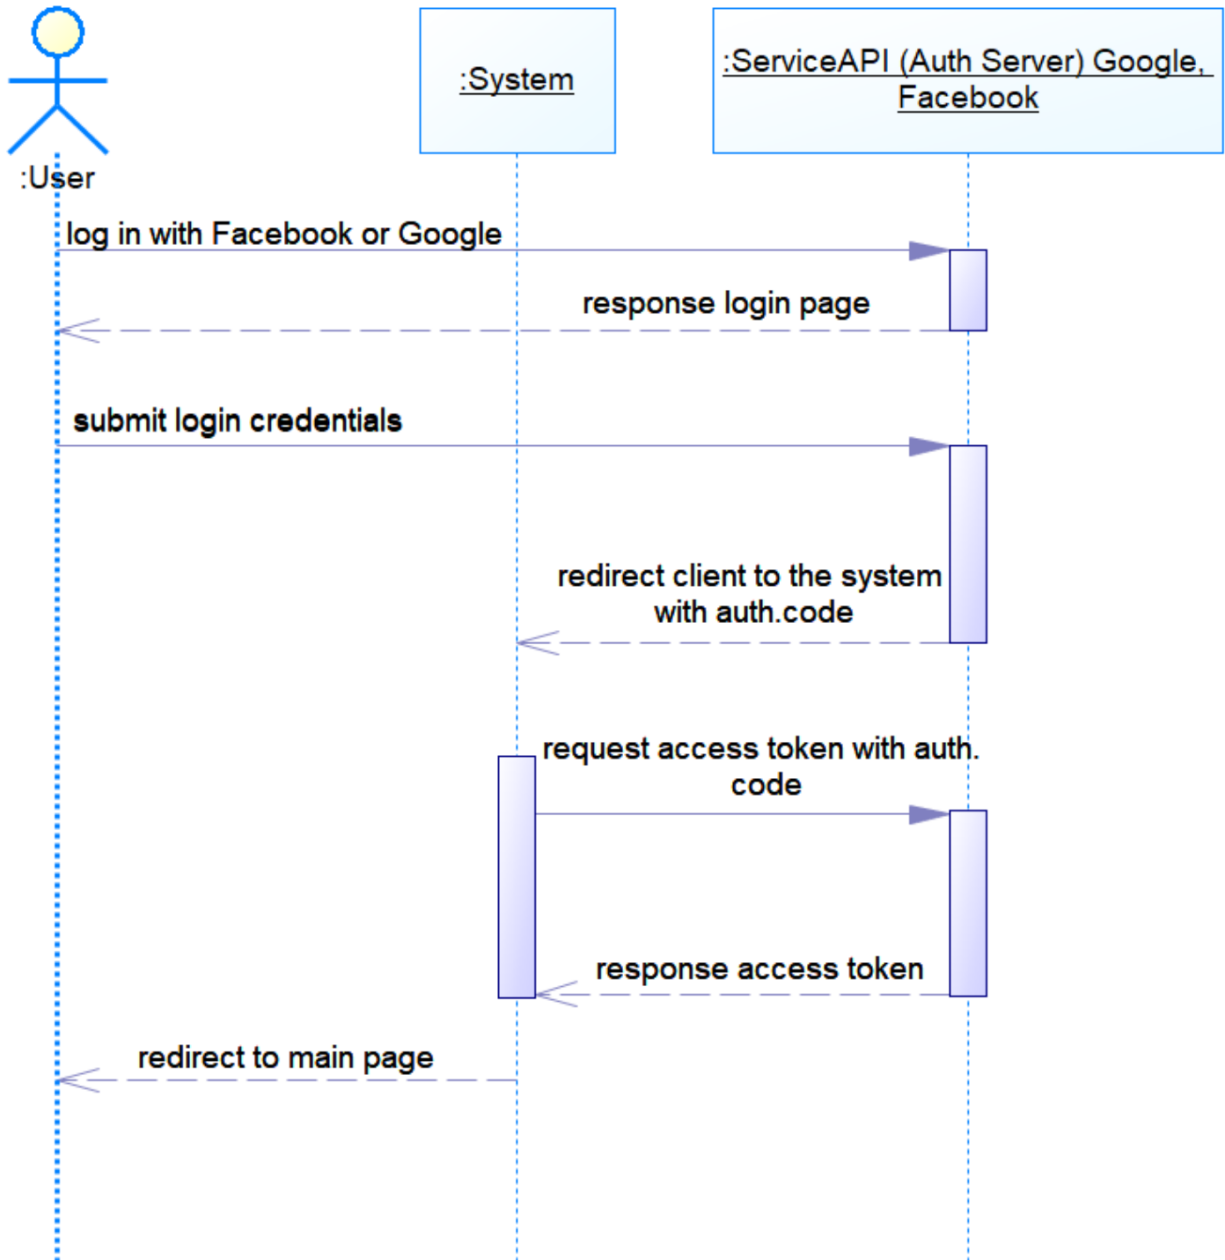 :System
:ServiceAPI (Auth Server) Google,
Facebook
:User
log in with Facebook or Google
response login page
submit login credentials
redirect client to the system
with auth.code
request access token with auth.
code
response access token
redirect to main page